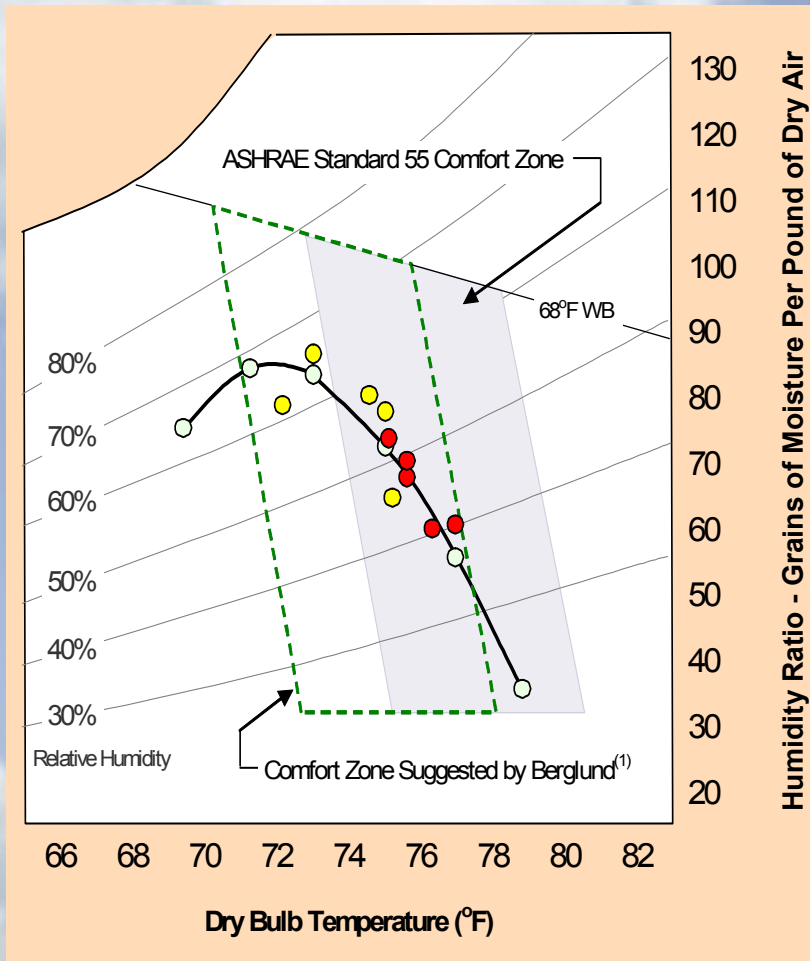 ASHRAE Standard 55 Comfort Zone
68°F WB
80%
70%
60%
50%
40%
30%
Relative Humidity
Comfort Zone Suggested by Berglund(1)
130
120
110
100
90
80
70
60
50
40
30
20
Humidity Ratio - Grains of Moisture Per Pound of Dry Air
66 68 70 72 74 76 78 80 82
Dry Bulb Temperature (°F)